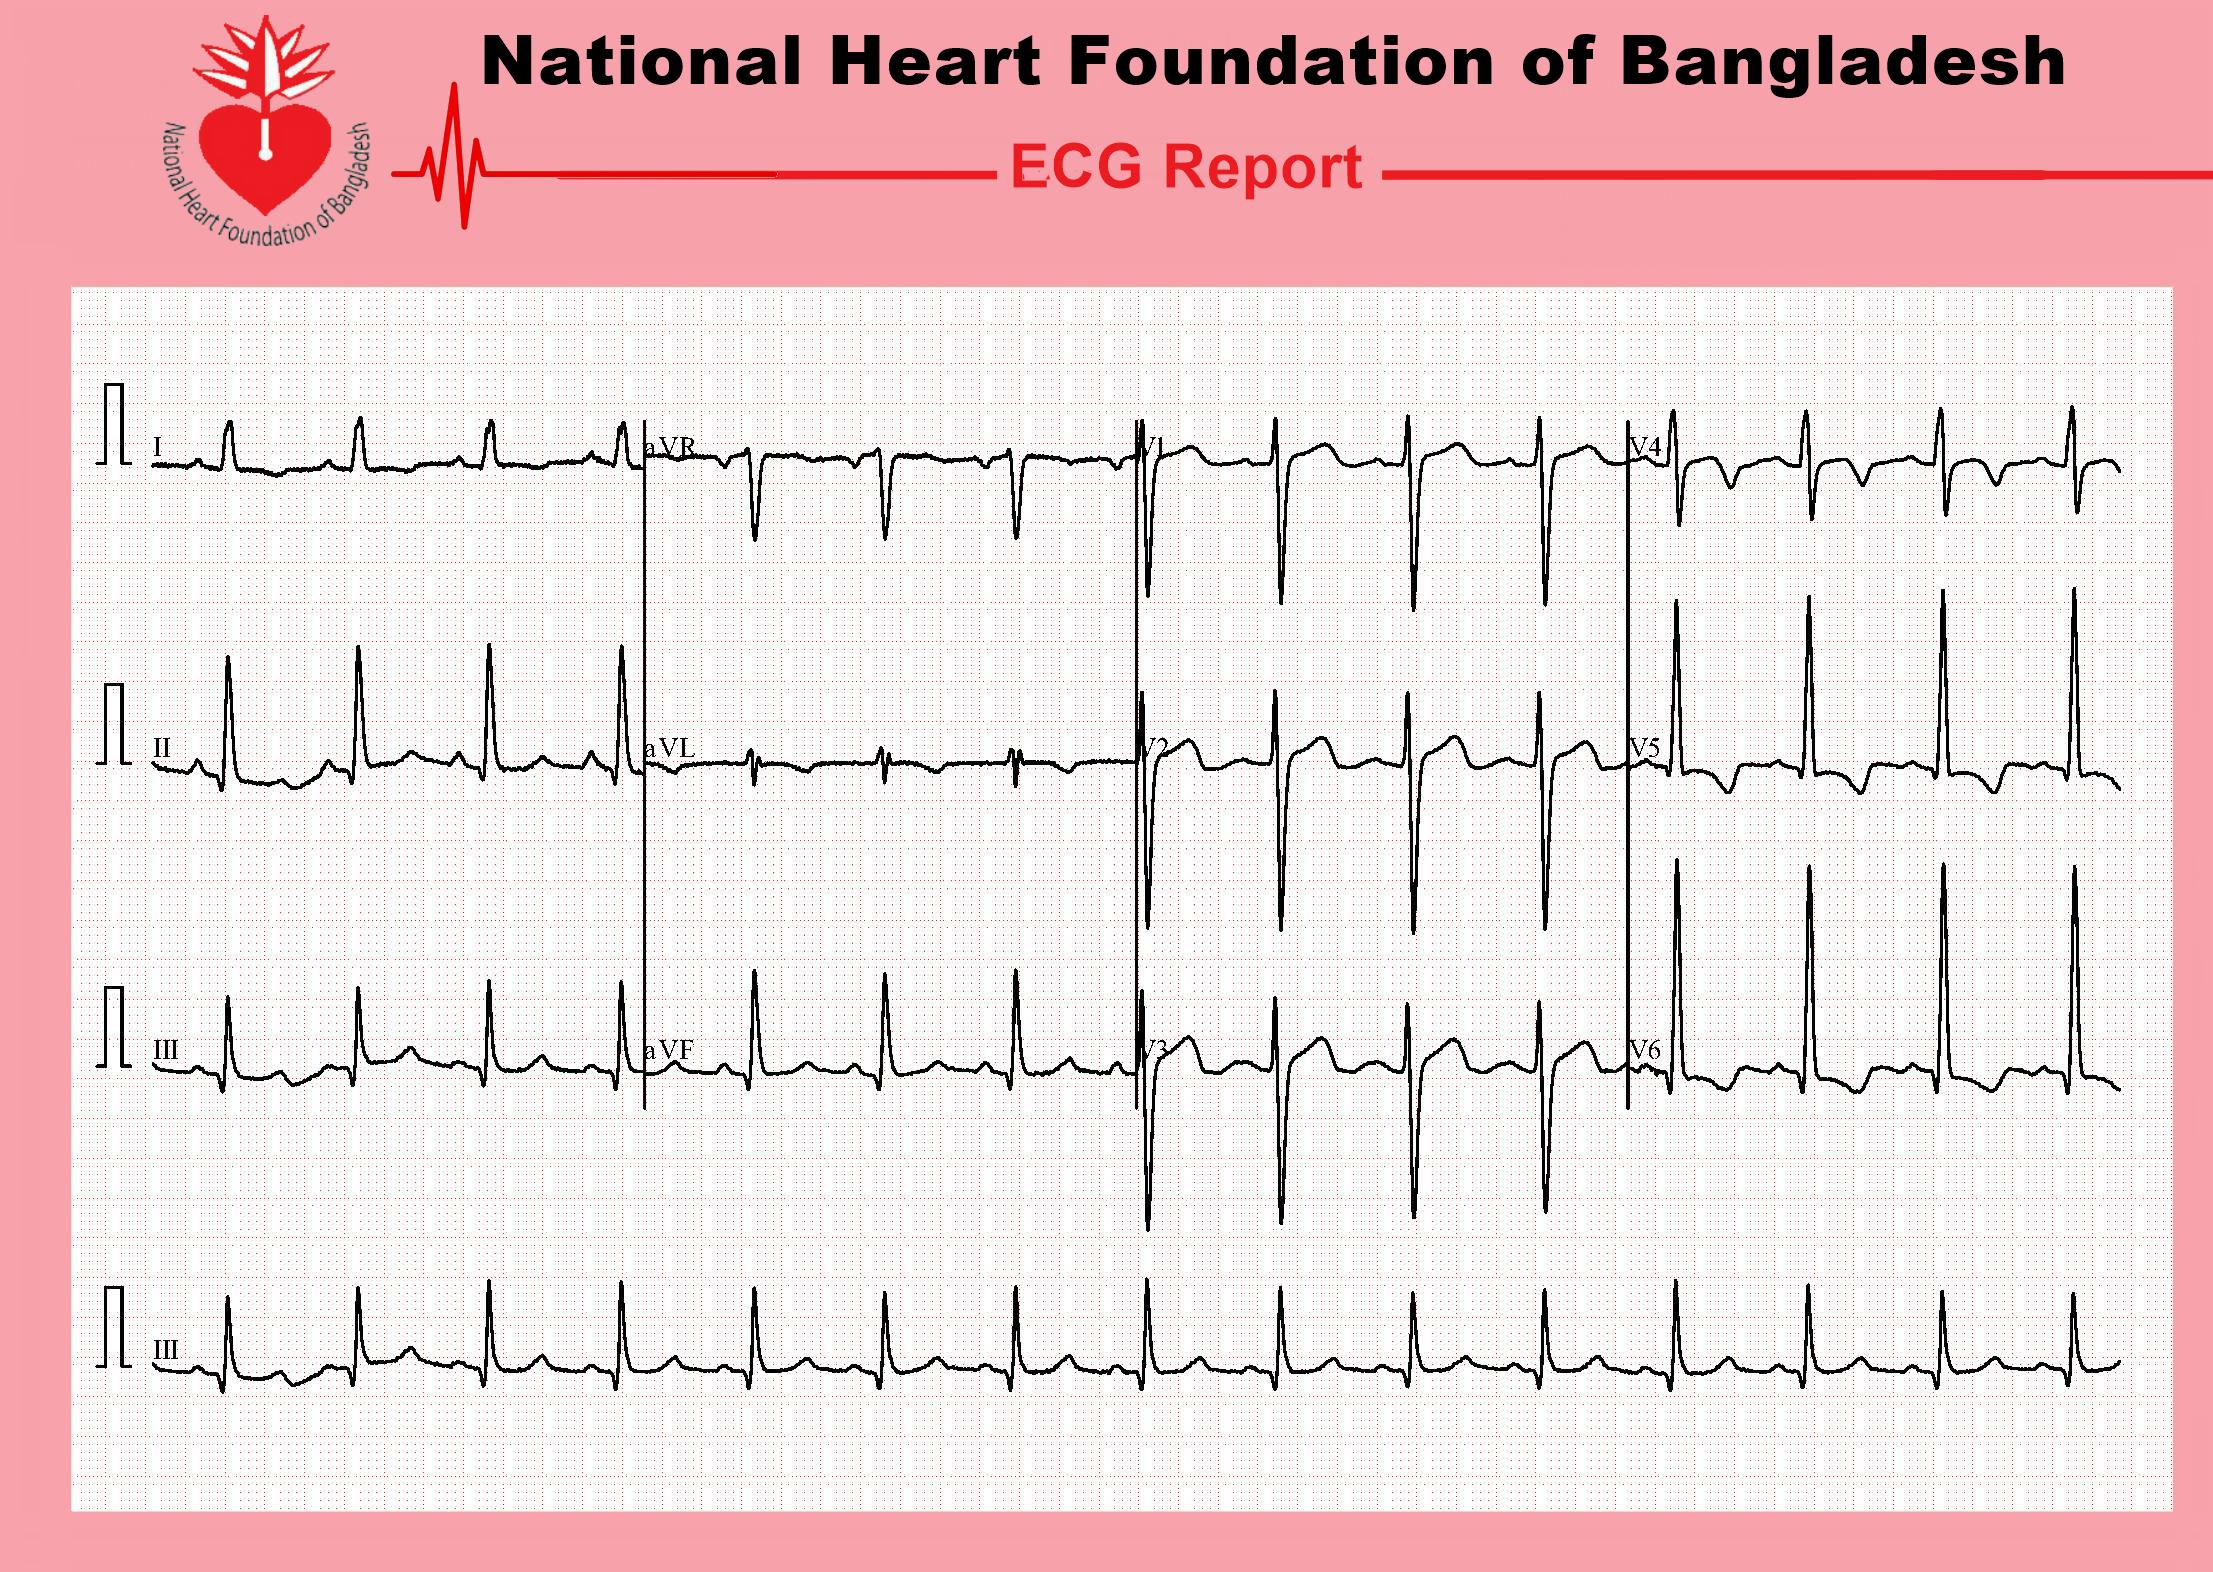 National Heart Foundation of Bangladesh
National Heart Foundation of Bangladesh
ECG Report
I
aVR
V1
V4
II
aVL
V2
V5
III
aVF
V3
V6
III